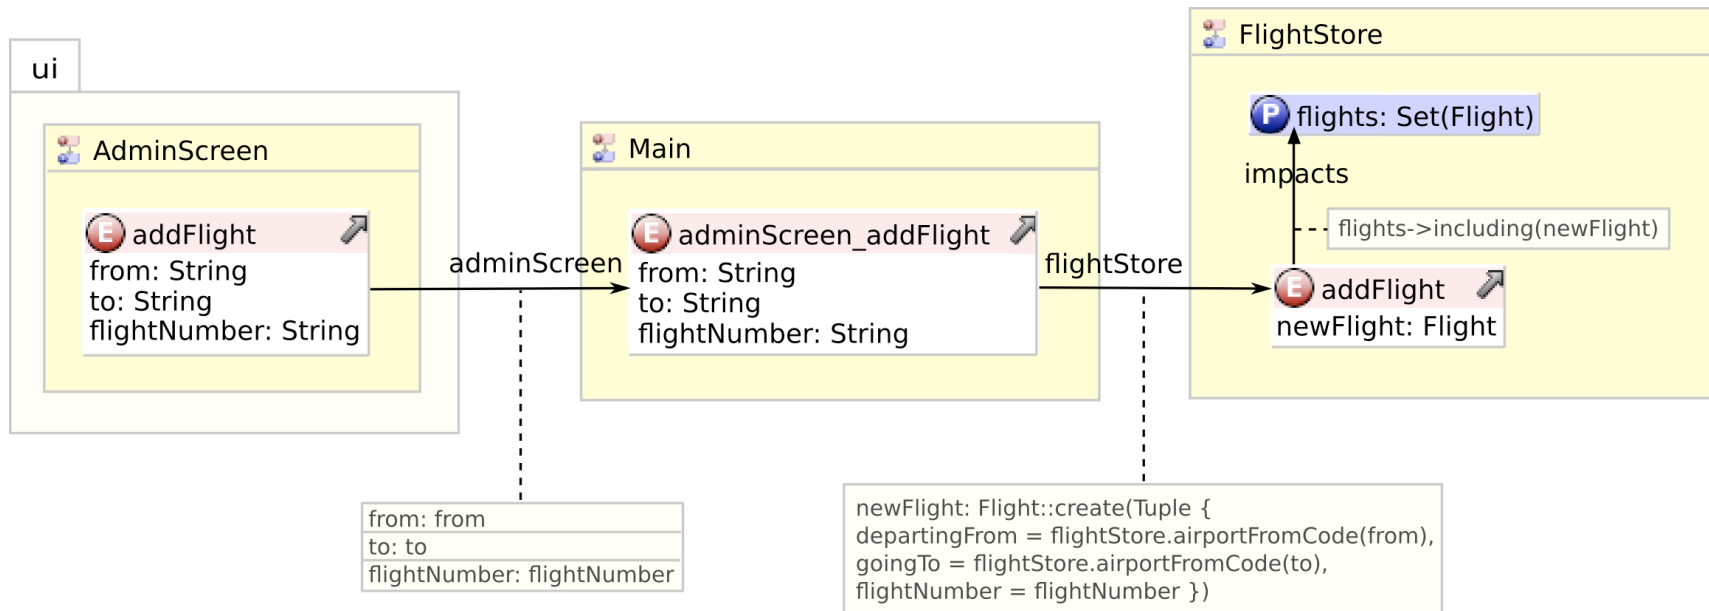 ui
AdminScreen
E addFlight
from: String
to: String
flightNumber: String
adminScreen
Main
E adminScreen_addFlight
from: String
to: String
flightNumber: String
flightStore
FlightStore
P flights: Set(Flight)
impacts
flights->including(newFlight)
E addFlight
newFlight: Flight
from: from
to: to
flightNumber: flightNumber
newFlight: Flight::create(Tuple {
departingFrom = flightStore.airportFromCode(from),
goingTo = flightStore.airportFromCode(to),
flightNumber = flightNumber })